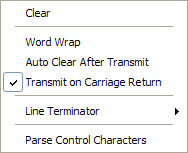 Clear
Word Wrap
Auto Clear After Transmit
Transmit on Carriage Return
Line Terminator
Parse Control Characters